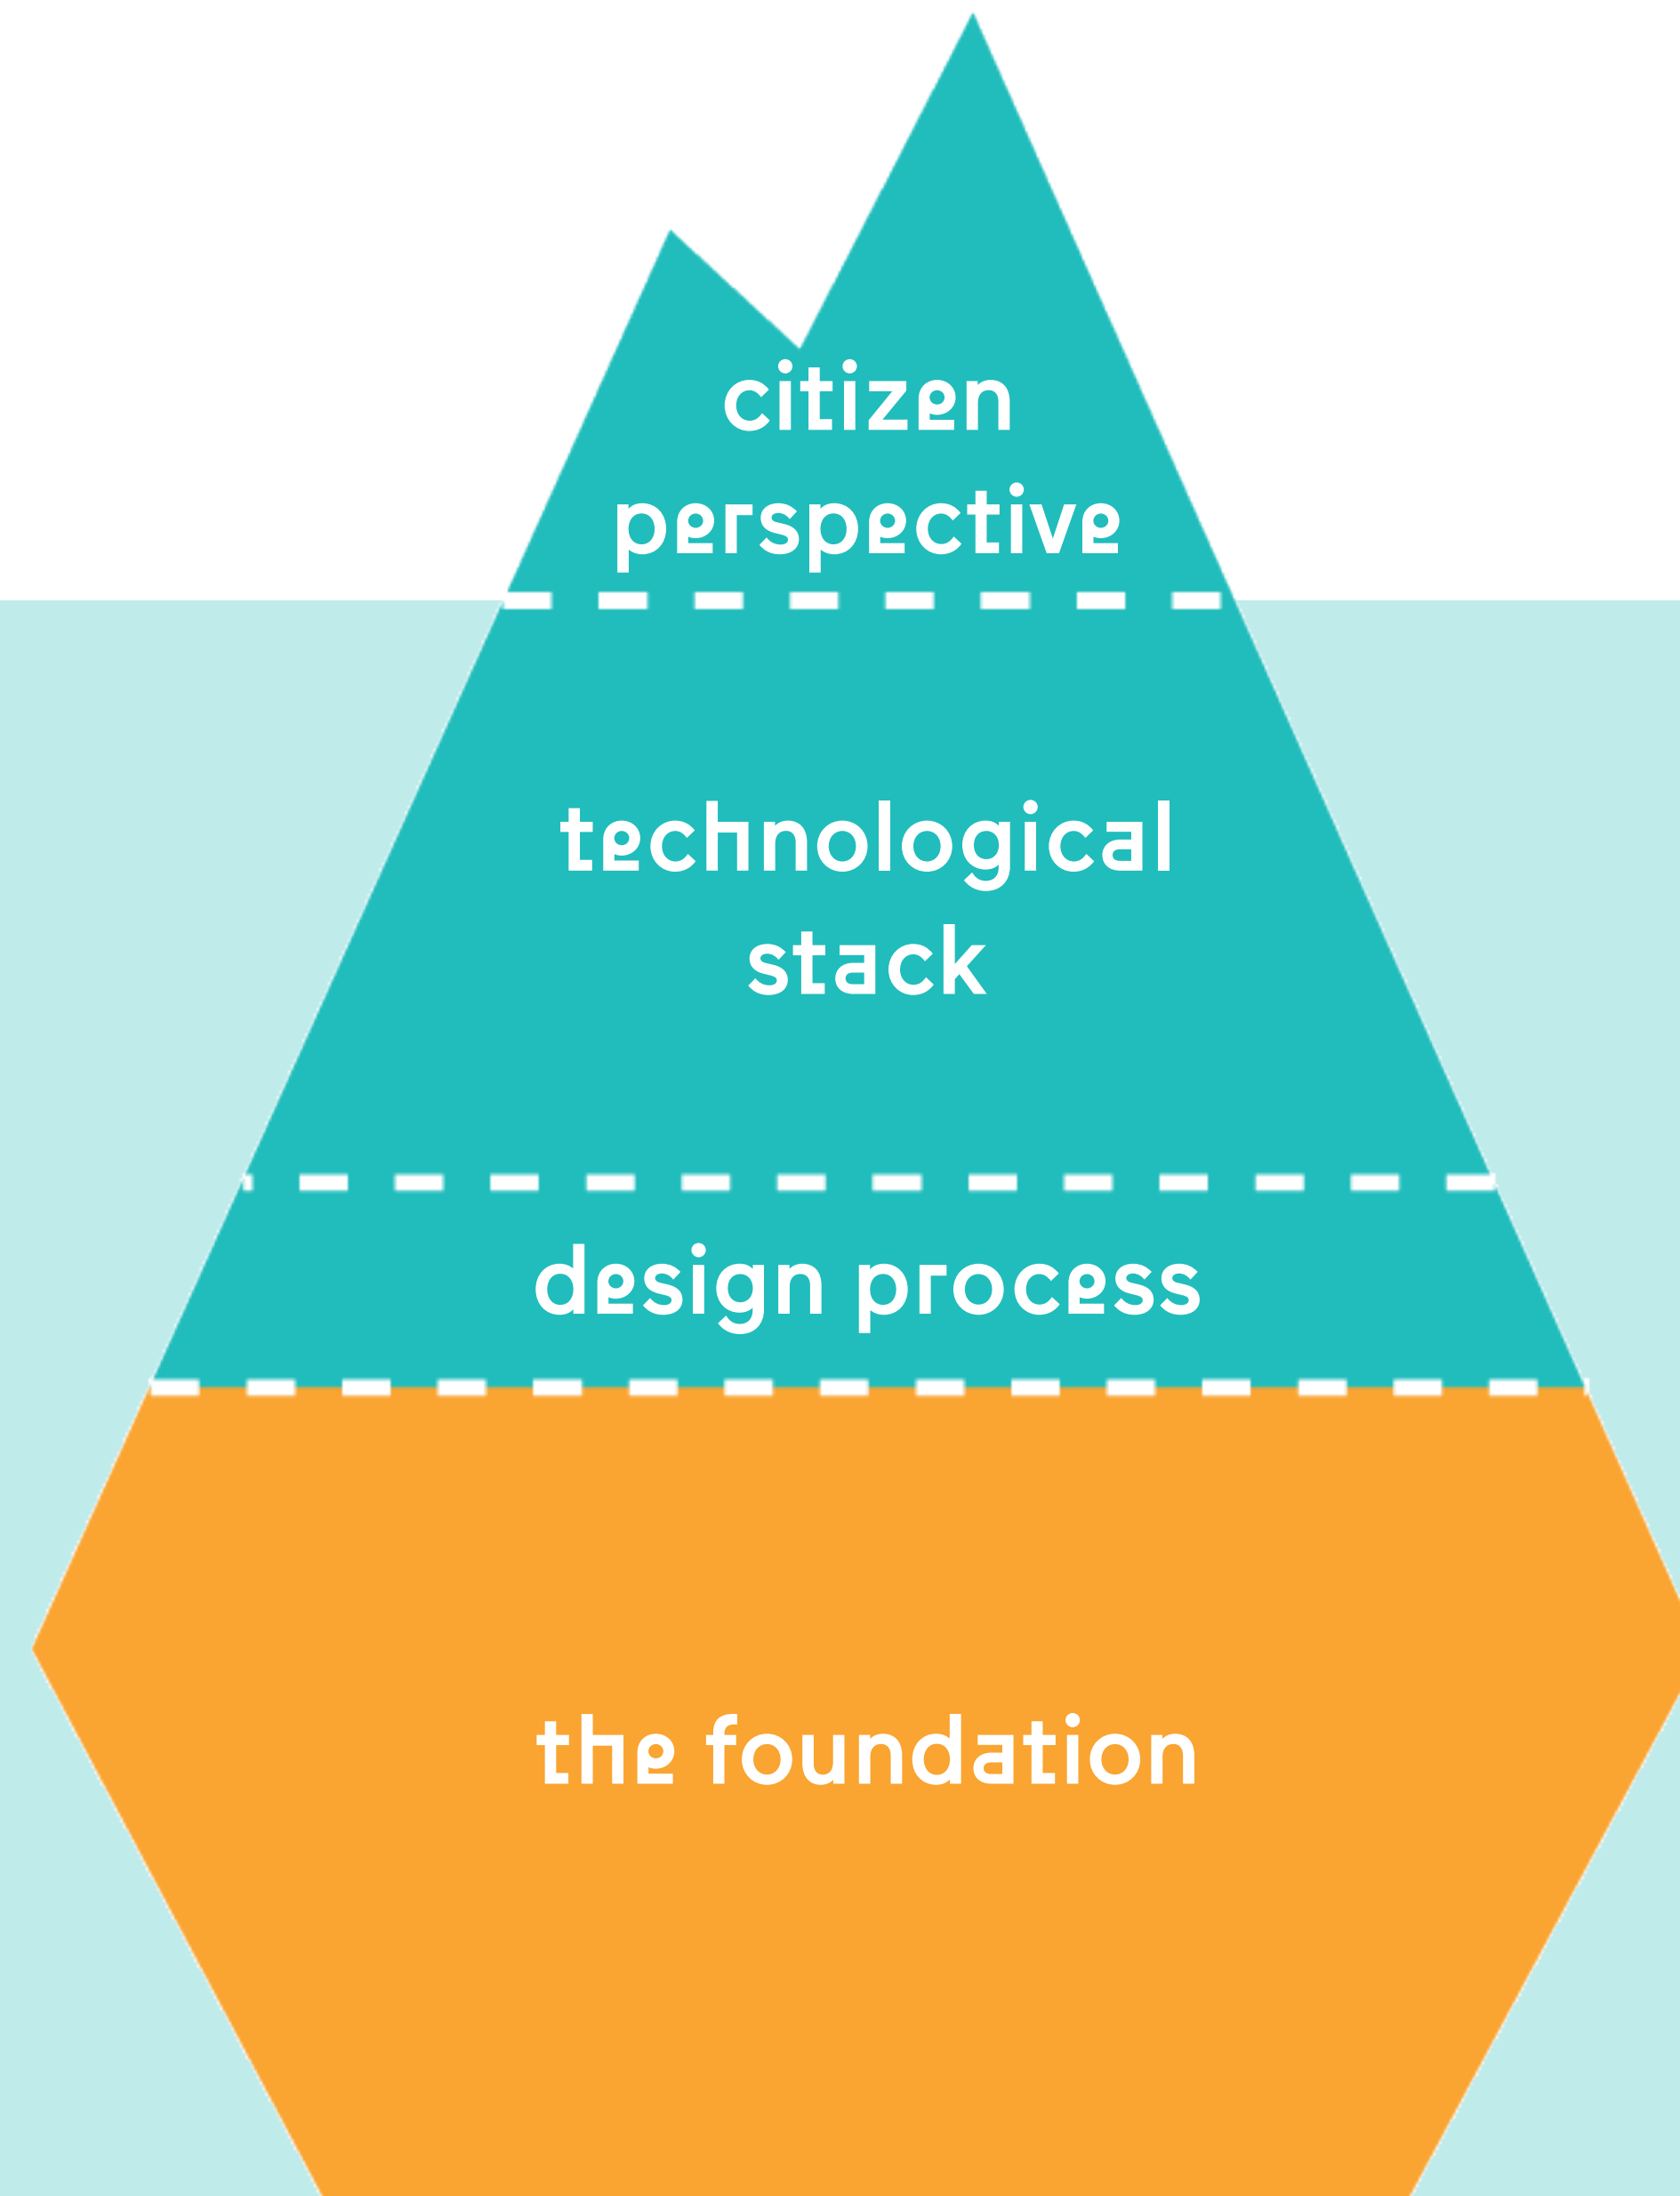 citizen
perspective
technological
stack
design process
the foundation